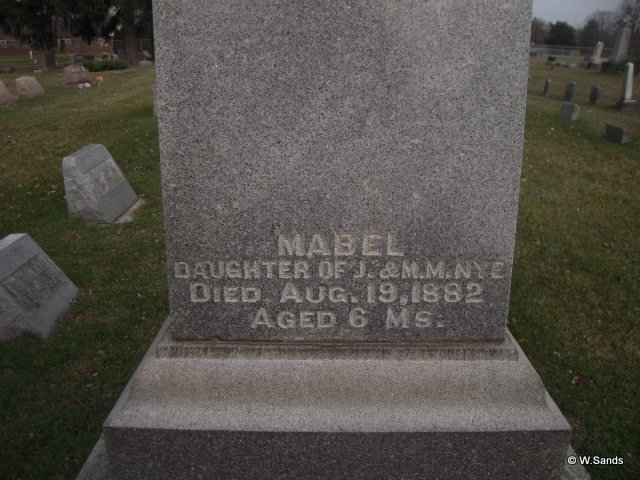 MABEL
DAUGHTER OF J. & M.M. NYE
DIED AUG. 19, 1882
AGED 6 MS.
© W.Sands